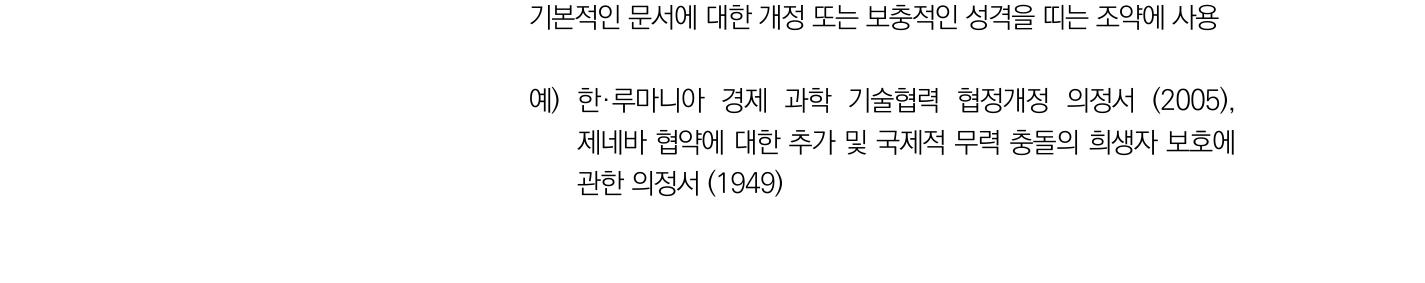 기본적인 문서에 대한 개정 또는 보충적인 성격을 띠는 조약에 사용
예) 한·루마니아 경제 과학 기술협력 협정개정 의정서 (2005),
제네바 협약에 대한 추가 및 국제적 무력 충돌의 희생자 보호에
관한 의정서 (1949)